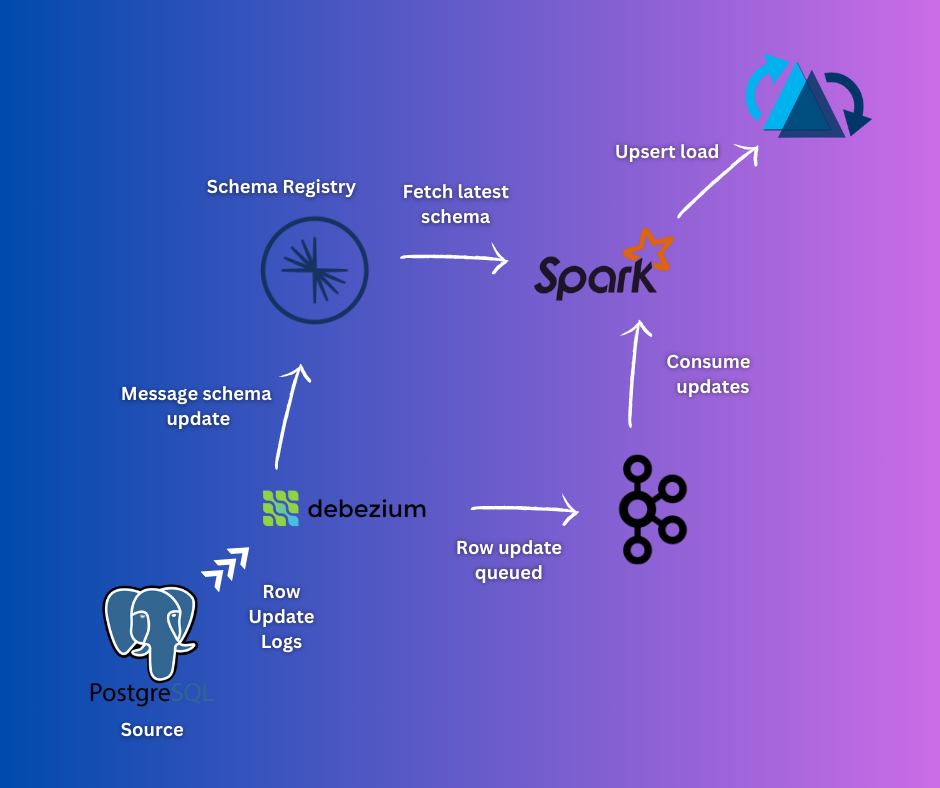 Upsert load
Schema Registry
Fetch latest
schema
Spark
Message schema
update
Consume
updates
debezium
Row update
queued
Row
Update
Logs
PostgreSQL
Source